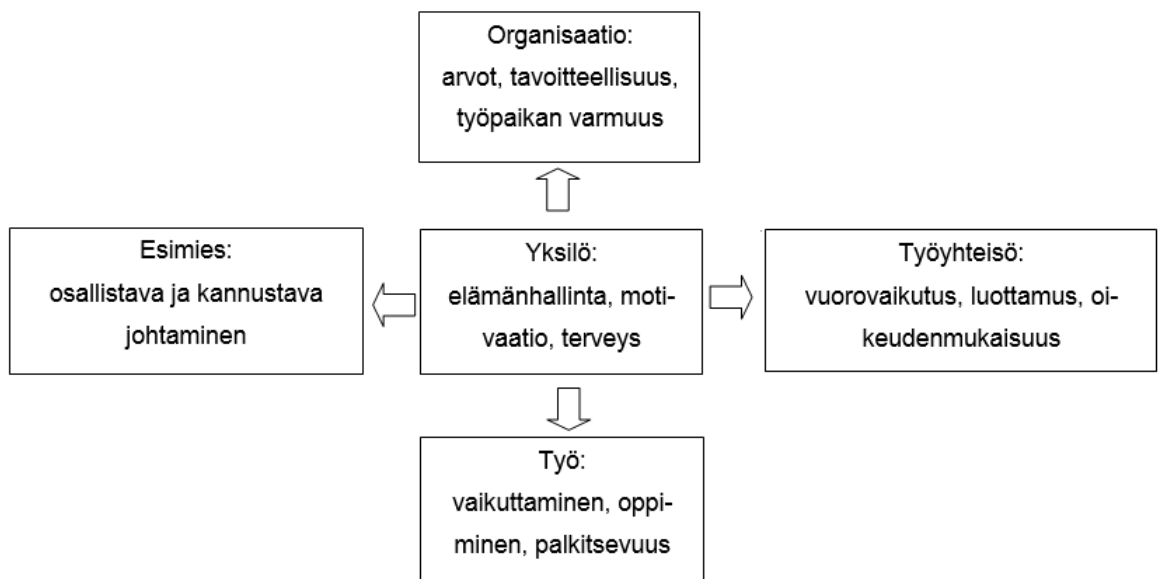 Organisaatio:
arvot, tavoitteellisuus,
työpaikan varmuus
Esimies:
osallistava ja kannustava
johtaminen
Yksilö:
elämänhallinta, moti-
vaatio, terveys
Työyhteisö:
vuorovaikutus, luottamus, oi-
keudenmukaisuus
Työ:
vaikuttaminen, oppi-
minen, palkitsevuus